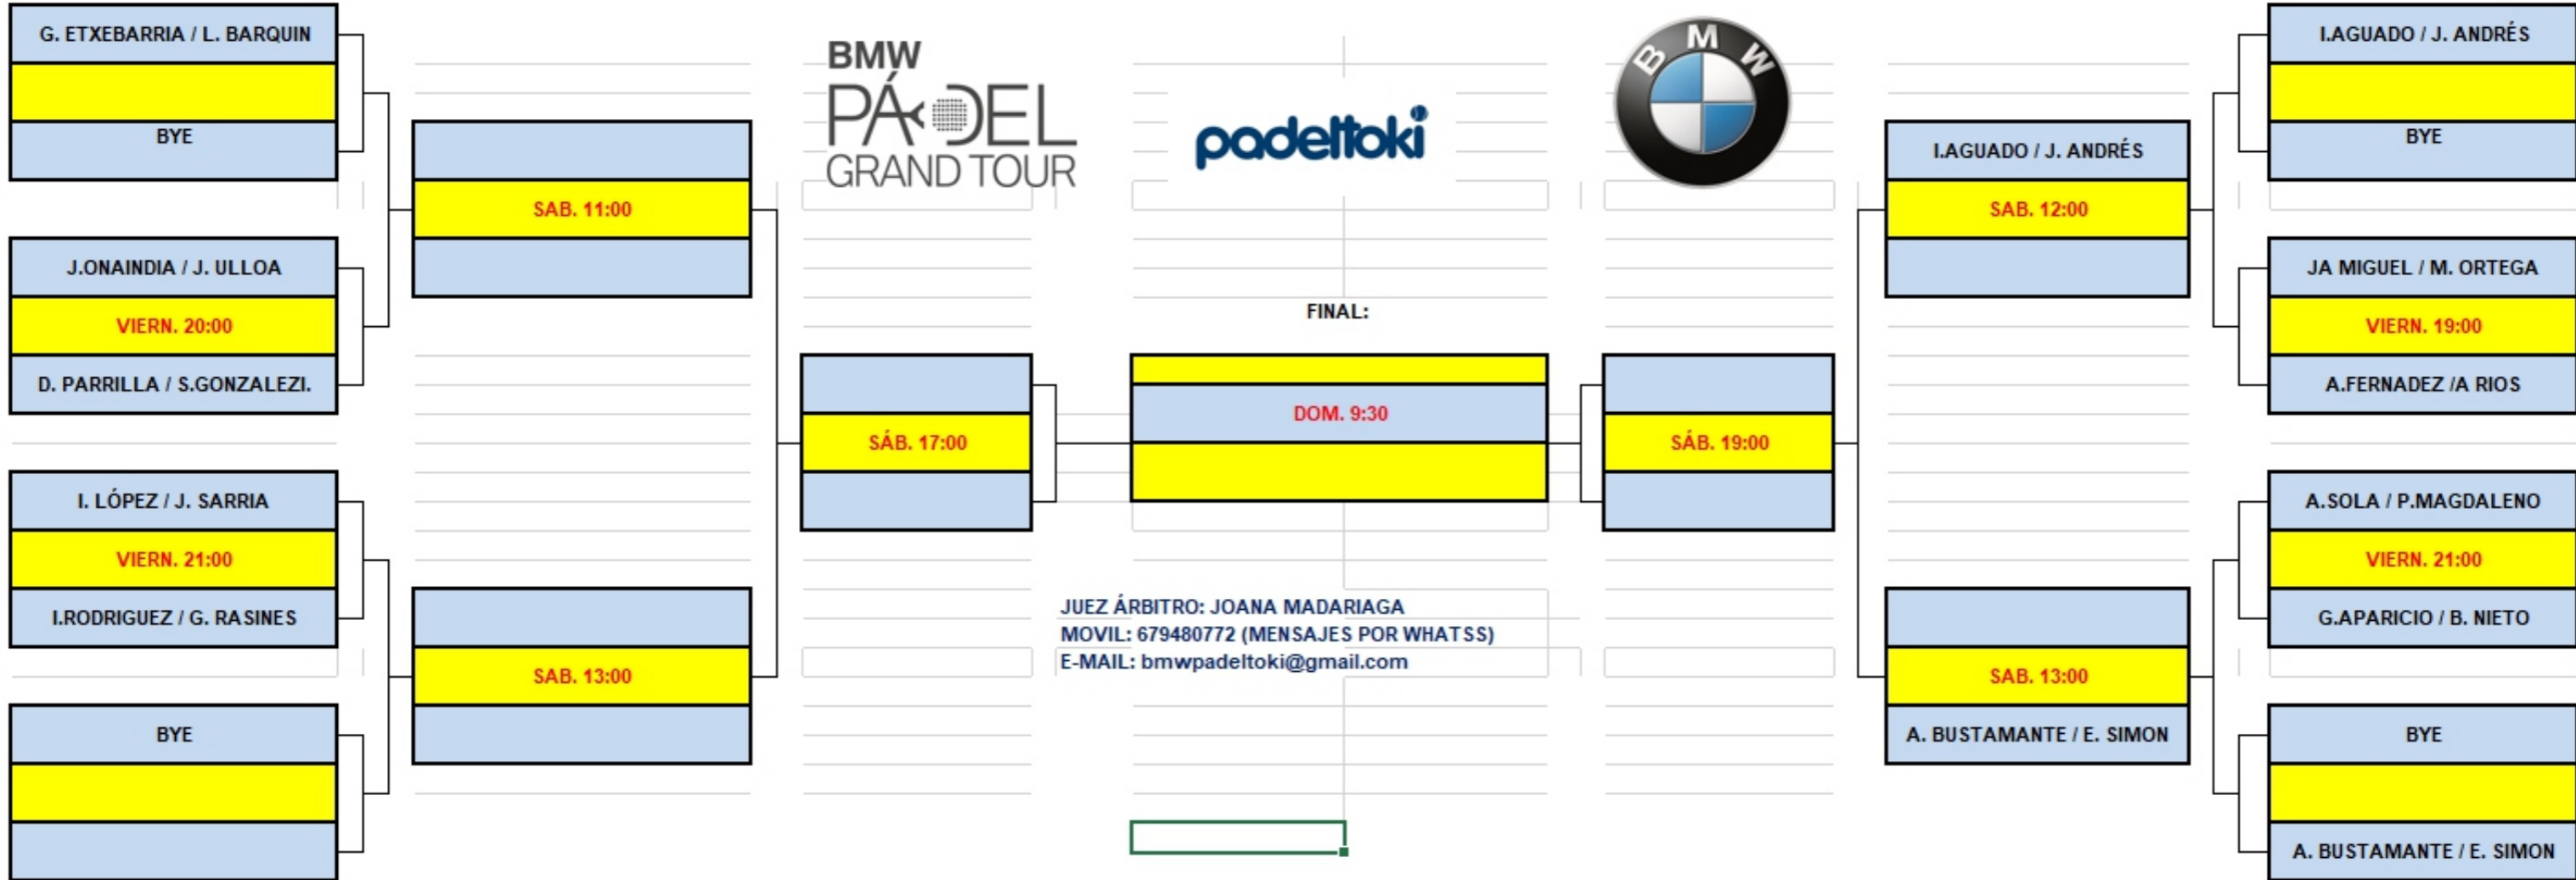 G. ETXEBARRIA / L. BARQUIN
BYE
J.ONAINDIA / J. ULLOA
VIERN. 20:00
D. PARRILLA / S.GONZALEZI.
I. LÓPEZ / J. SARRIA
VIERN. 21:00
I.RODRIGUEZ / G. RASINES
BYE
SAB. 11:00
SAB. 13:00
BMW
PÁDEL
GRAND TOUR
SÁB. 17:00
padeltoki
FINAL:
DOM. 9:30
JUEZ ÁRBITRO: JOANA MADARIAGA
MOVIL: 679480772 (MENSAJES POR WHATSS)
E-MAIL: bmwpadeltoki@gmail.com
BMW
SÁB. 19:00
I.AGUADO / J. ANDRÉS
SAB. 12:00
SAB. 13:00
A. BUSTAMANTE / E. SIMON
I.AGUADO / J. ANDRÉS
BYE
JA MIGUEL / M. ORTEGA
VIERN. 19:00
A.FERNADEZ /A RIOS
A.SOLA / P.MAGDALENO
VIERN. 21:00
G.APARICIO / B. NIETO
BYE
A. BUSTAMANTE / E. SIMON